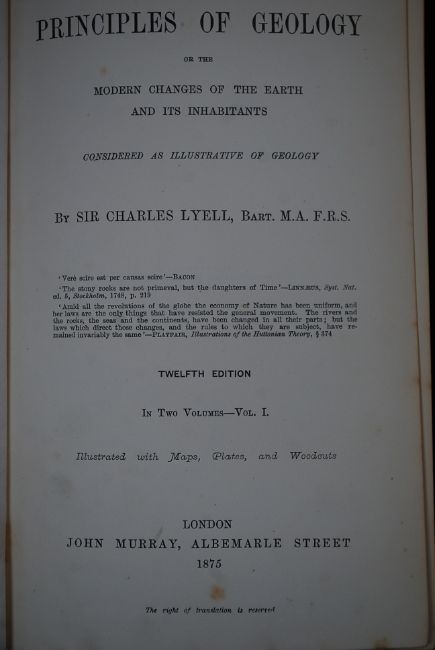 PRINCIPLES OF GEOLOGY
OR THE
MODERN CHANGES OF THE EARTH
AND ITS INHABITANTS
CONSIDERED AS ILLUSTRATIVE OF GEOLOGY
BY SIR CHARLES LYELL, BART. M.A. F.R.S.
'Verè scire est per causas scire'—BACON
'The stony rocks are not primeval, but the daughters of Time'—LINNÆUS, Syst. Nat.
ed. 5, Stockholm, 1748, p. 219
'Amid all the revolutions of the globe the economy of Nature has been uniform, and
her laws are the only things that have resisted the general movement. The rivers and
the rocks, the seas and the continents, have been changed in all their parts; but the
laws which direct those changes, and the rules to which they are subject, have re-
mained invariably the same'—PLAYFAIR, Illustrations of the Huttonian Theory, § 374
TWELFTH EDITION
IN TWO VOLUMES—VOL. I.
Illustrated with Maps, Plates, and Woodcuts
LONDON
JOHN MURRAY, ALBEMARLE STREET
1875
The right of translation is reserved